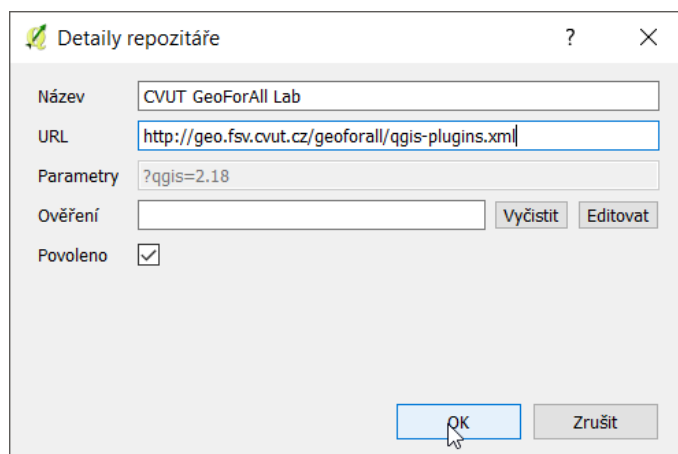 Detaily repozitáře
Název CVUT GeoForAll Lab
URL http://geo.fsv.cvut.cz/geoforall/qgis-plugins.xml
Parametry ?qgis=2.18
Ověření Vyčistit Editovat
Povoleno
OK Zrušit